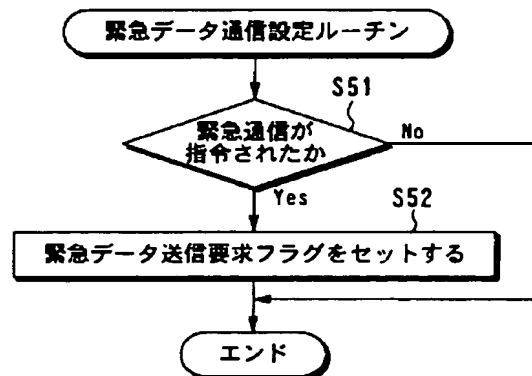 緊急データ通信設定ルーチン
S51
緊急通信が
指令されたか
No
Yes
S52
緊急データ送信要求フラグをセットする
エンド